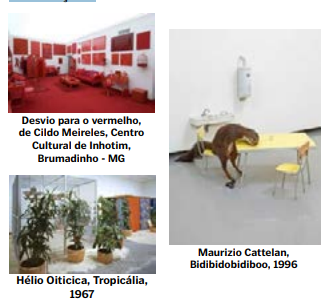 Desvio para o vermelho,
de Cildo Meireles, Centro
Cultural de Inhotim,
Brumadinho - MG
Hélio Oiticica, Tropicália,
1967
Maurizio Cattelan,
Bidibidobidiboo, 1996